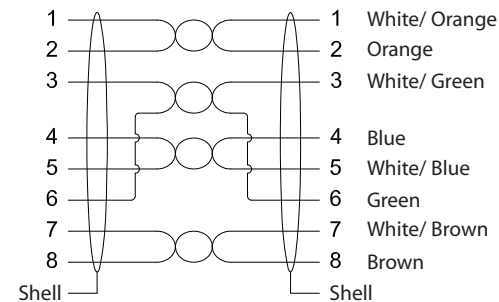 1 1 White/ Orange
2 2 Orange
3 3 White/ Green
4 4 Blue
5 5 White/ Blue
6 6 Green
7 7 White/ Brown
8 8 Brown
Shell Shell